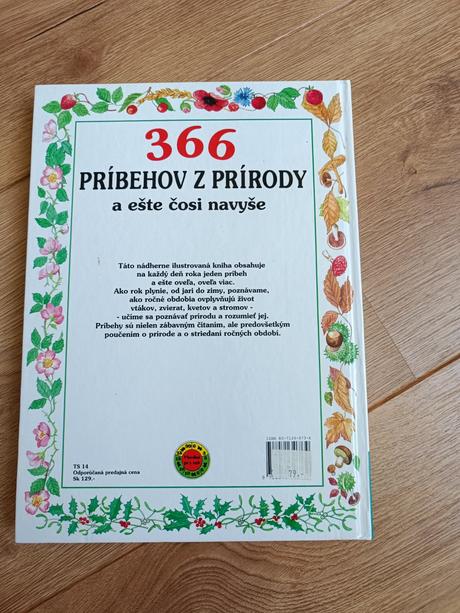 366
PRÍBEHOV Z PRÍRODY
a ešte čosi navyše
Táto nádherne ilustrovaná kniha obsahuje
na každý deň roka jeden príbeh
a ešte oveľa, oveľa viac.
Ako rok plynie, od jari do zimy, poznávame,
ako ročné obdobia ovplyvňujú život
vtákov, zvierat, kvetov a stromov -
- učíme sa poznávať prírodu a rozumieť jej.
Príbehy sú nielen zábavným čítaním, ale predovšetkým
poučením o prírode a o striedaní ročných období.
TS 14
Odporúčaná predajná cena
Sk 129,-
ISBN
79